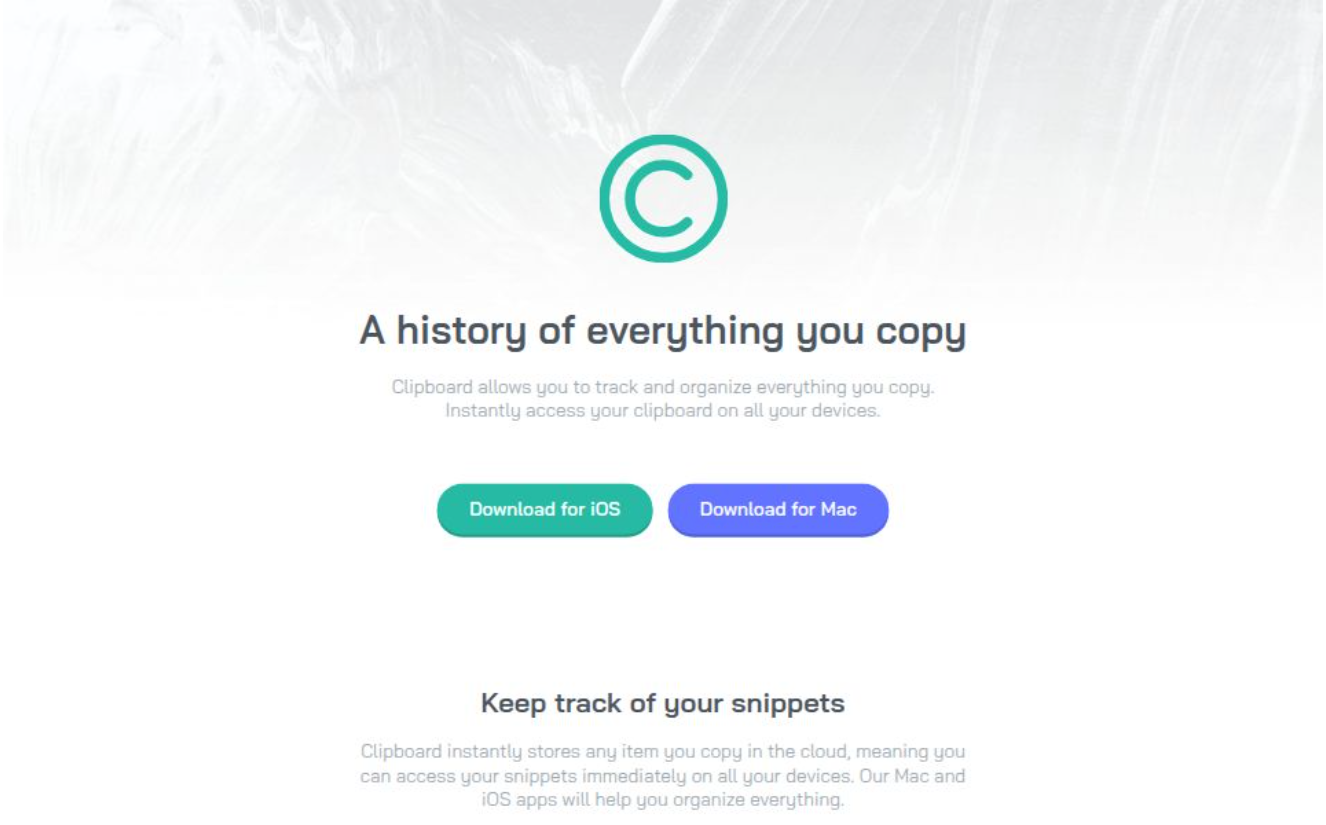 A history of everything you copy
Clipboard allows you to track and organize everything you copy.
Instantly access your clipboard on all your devices.
Download for iOS
Download for Mac
Keep track of your snippets
Clipboard instantly stores any item you copy in the cloud, meaning you
can access your snippets immediately on all your devices. Our Mac and
iOS apps will help you organize everything.